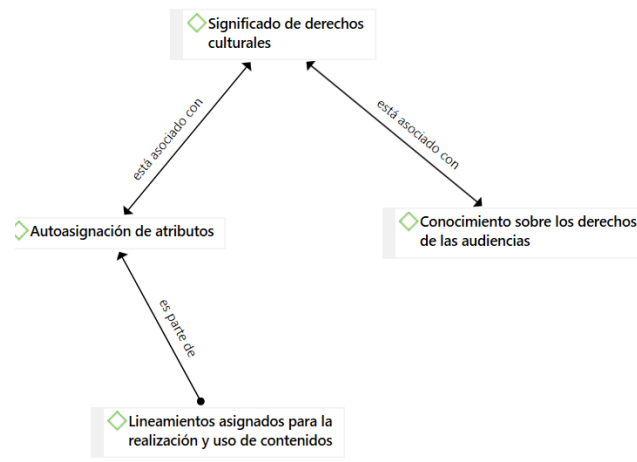 Significado de derechos
culturales
está asociado con
está asociado con
Autoasignación de atributos
Conocimiento sobre los derechos
de las audiencias
es parte de
Lineamientos asignados para la
realización y uso de contenidos